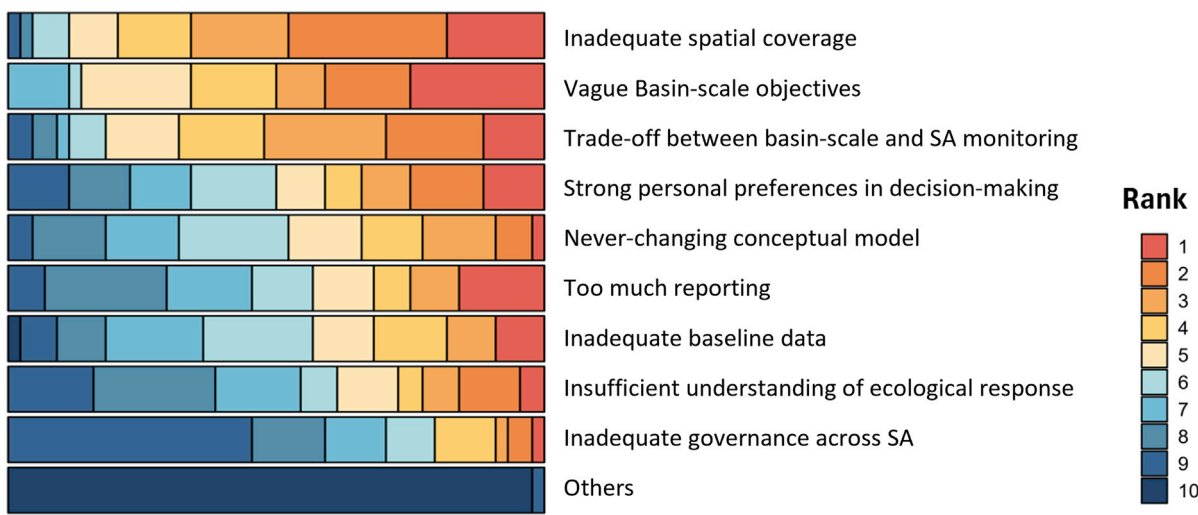 Inadequate spatial coverage
Vague Basin-scale objectives
Trade-off between basin-scale and SA monitoring
Strong personal preferences in decision-making
Never-changing conceptual model
Too much reporting
Inadequate baseline data
Insufficient understanding of ecological response
Inadequate governance across SA
Others
Rank
1
2
3
4
5
6
7
8
9
10